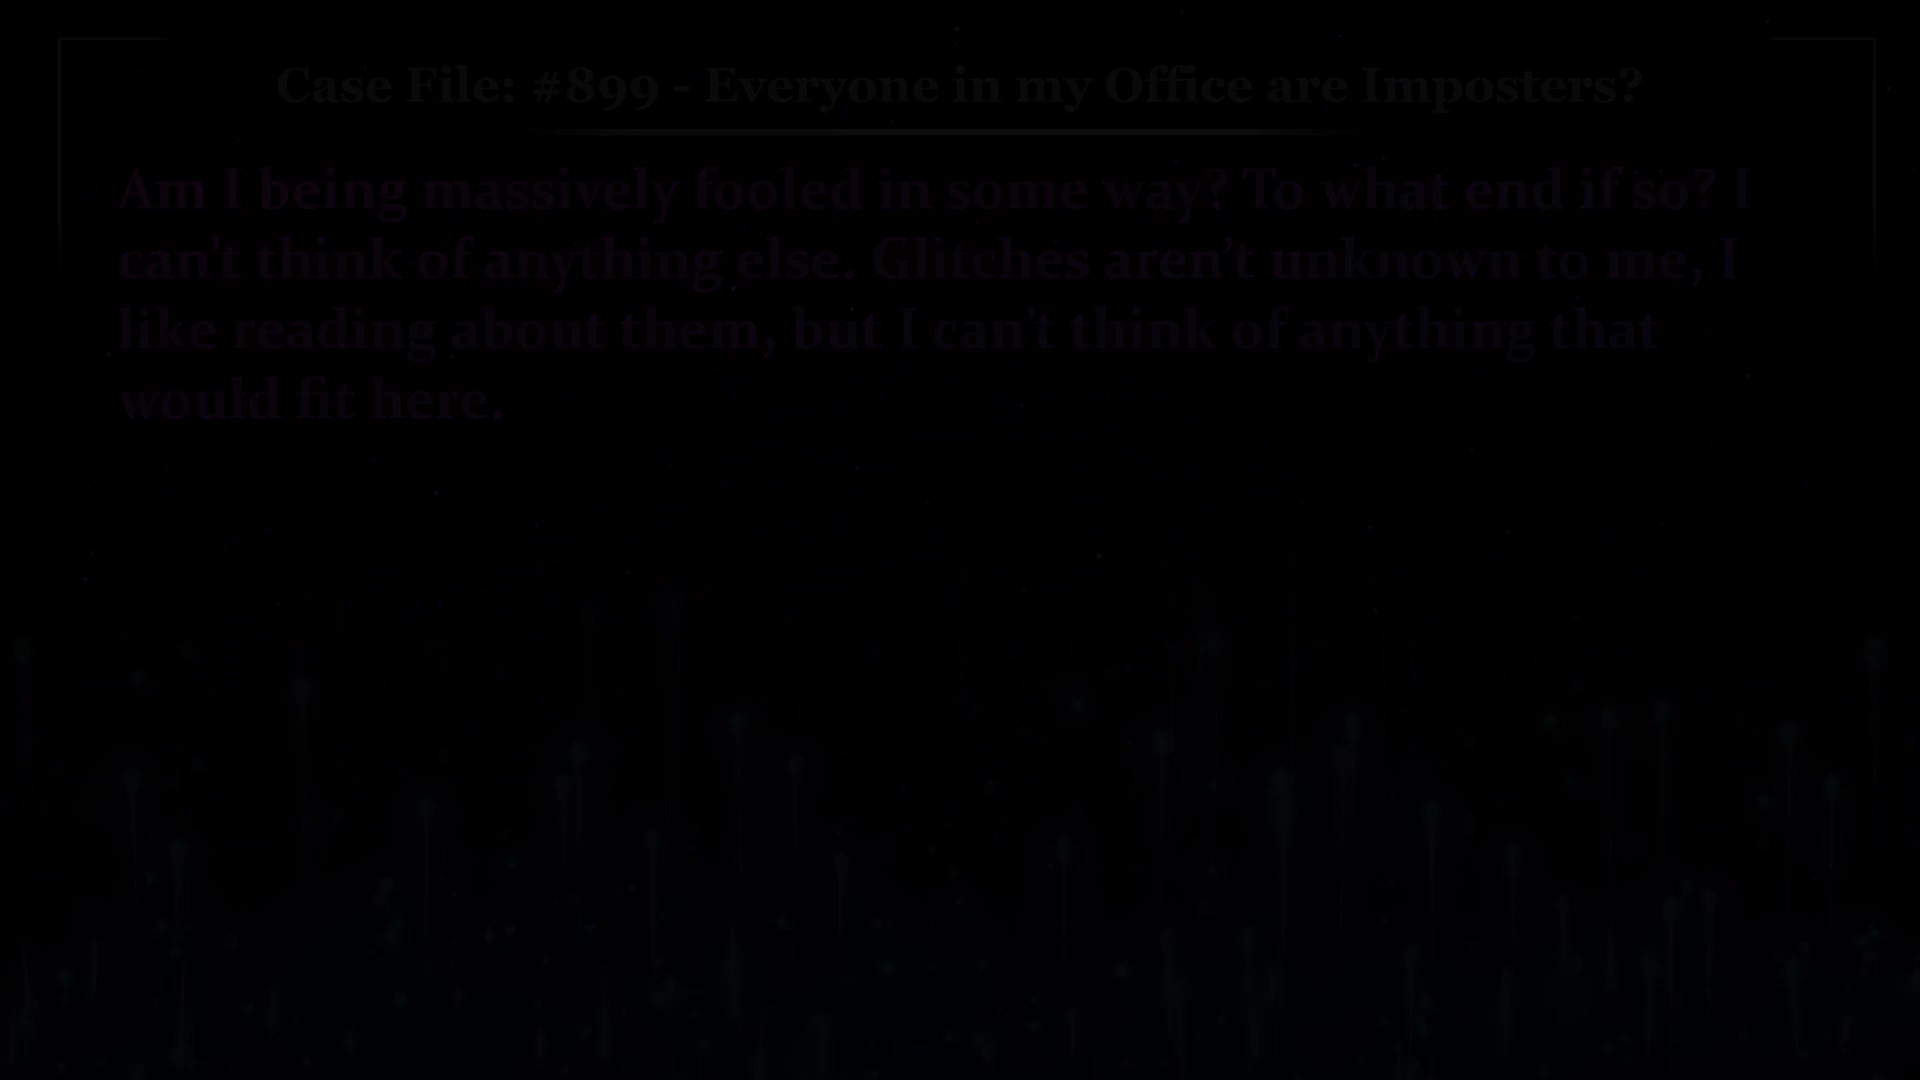 Case File: #899 - Everyone in my Office are Imposters?
Am I being massively fooled in some way? To what end if so? I
can't think of anything else. Glitches aren't unknown to me, I
like reading about them, but I can't think of anything that
would fit here.